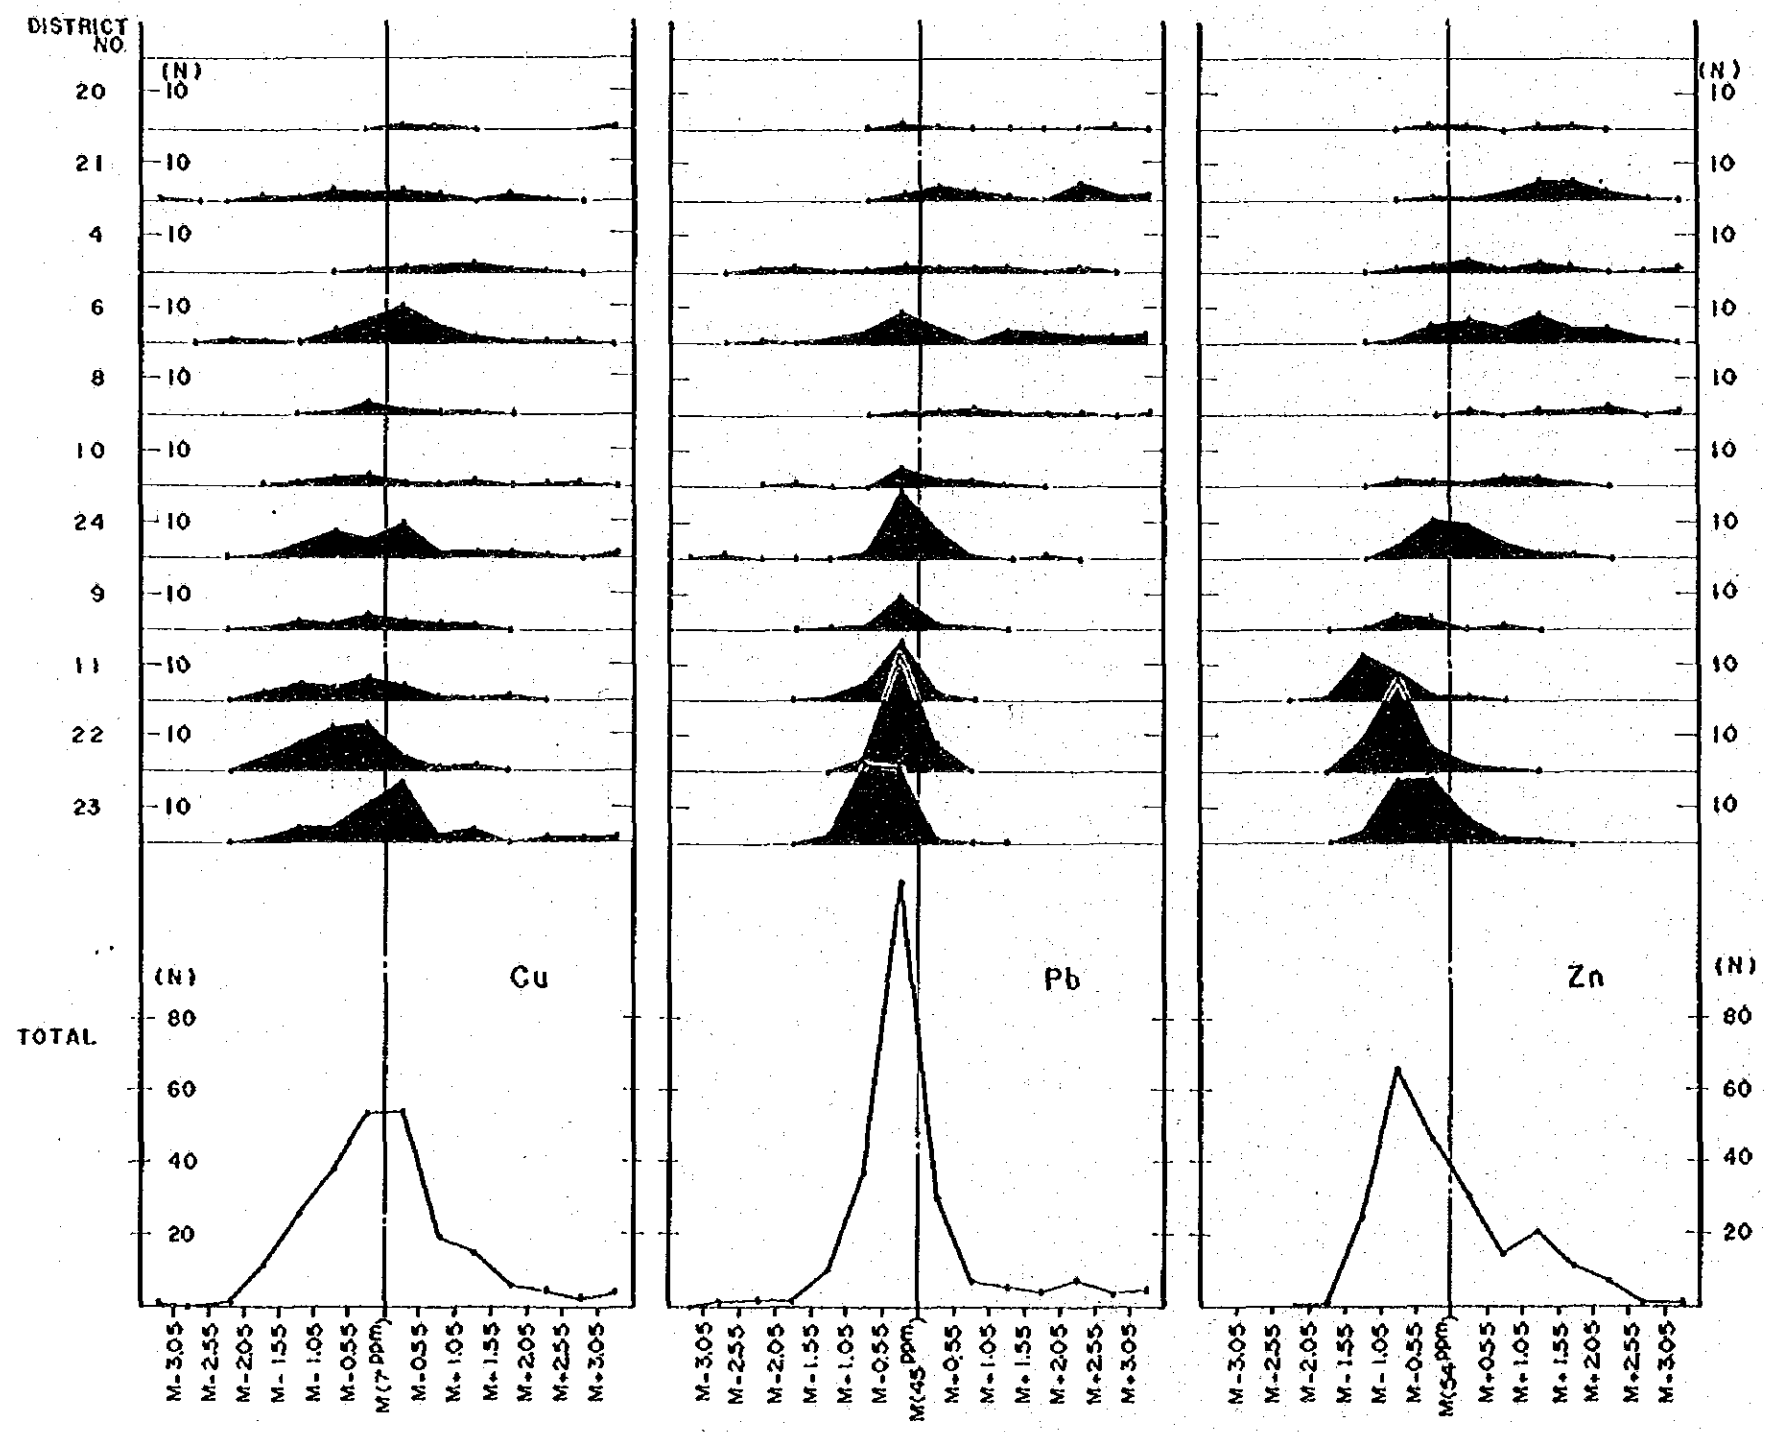 DISTRICT
NO.
(N) (N)
20 10 10
21 10 10
4 10 10
6 10 10
8 10 10
10 10 10
24 10 10
9 10 10
11 10 10
22 10 10
23 10 10
(N) Cu Pb Zn (N)
80 80
TOTAL
60 60
40 40
20 20
M-3.05 M-2.55 M-2.05 M-1.55 M-1.05 M-0.55 M(7ppm) M+0.55 M+1.05 M+1.55 M+2.05 M+2.55 M+3.05
M-3.05 M-2.55 M-2.05 M-1.55 M-1.05 M-0.55 M(45ppm) M+0.55 M+1.05 M+1.55 M+2.05 M+2.55 M+3.05
M-3.05 M-2.55 M-2.05 M-1.55 M-1.05 M-0.55 M(54ppm) M+0.55 M+1.05 M+1.55 M+2.05 M+2.55 M+3.05